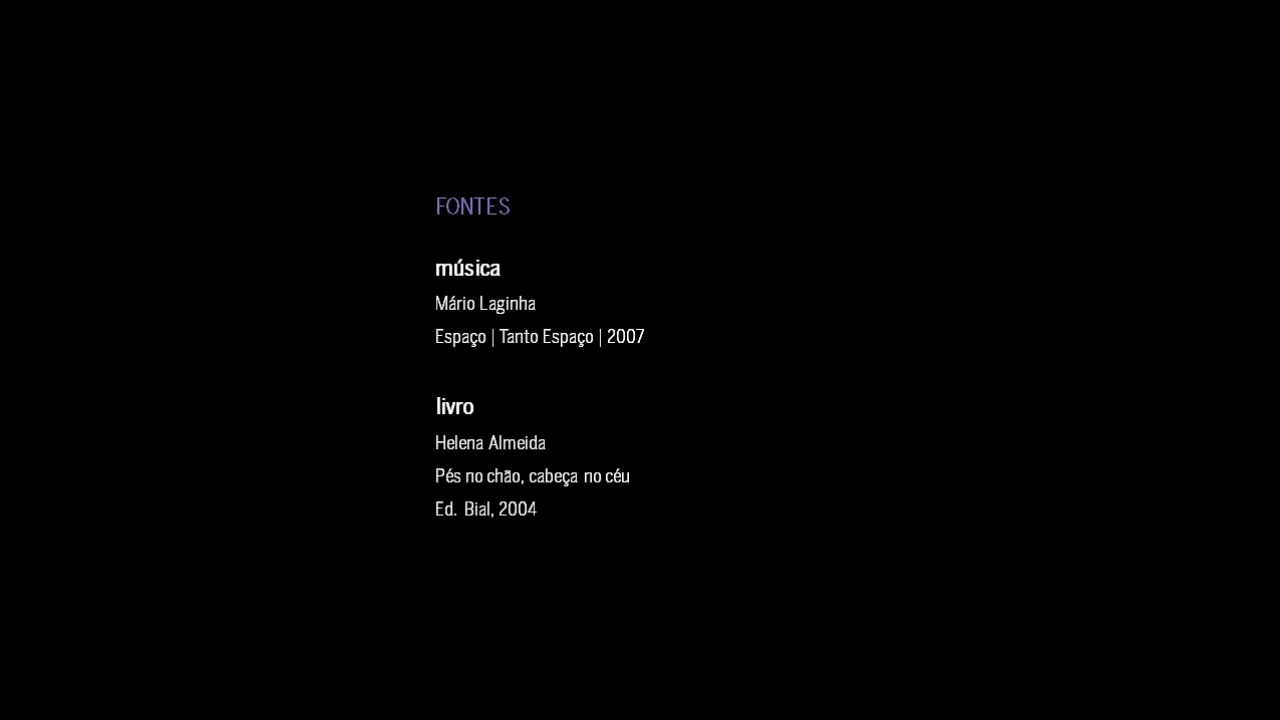 FONTES
música
Mário Laginha
Espaço | Tanto Espaço | 2007
livro
Helena Almeida
Pés no chão, cabeça no céu
Ed. Bial, 2004